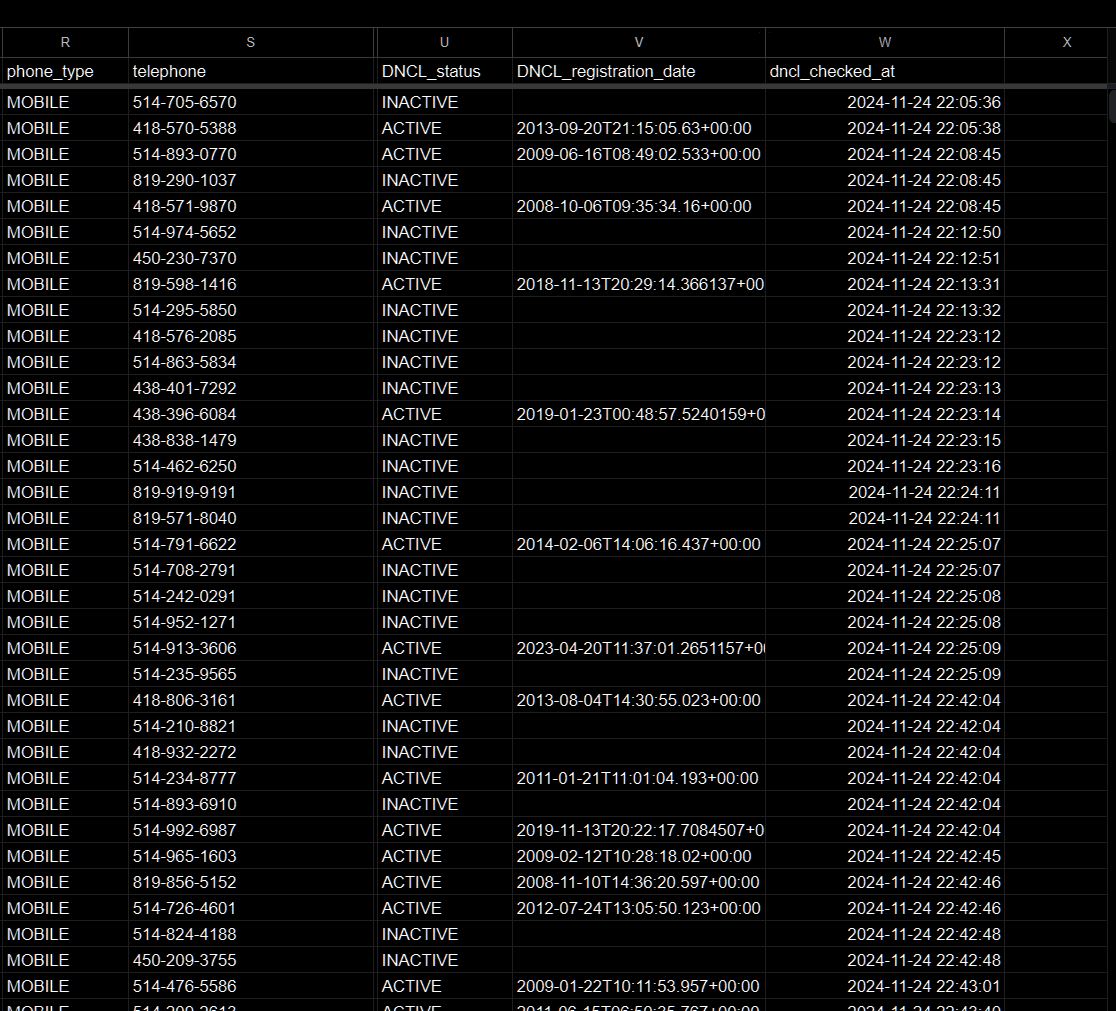 R S U V W X
phone_type telephone DNCL_status DNCL_registration_date dncl_checked_at
MOBILE 514-705-6570 INACTIVE 2024-11-24 22:05:36
MOBILE 418-570-5388 ACTIVE 2013-09-20T21:15:05.63+00:00 2024-11-24 22:05:38
MOBILE 514-893-0770 ACTIVE 2009-06-16T08:49:02.533+00:00 2024-11-24 22:08:45
MOBILE 819-290-1037 INACTIVE 2024-11-24 22:08:45
MOBILE 418-571-9870 ACTIVE 2008-10-06T09:35:34.16+00:00 2024-11-24 22:08:45
MOBILE 514-974-5652 INACTIVE 2024-11-24 22:12:50
MOBILE 450-230-7370 INACTIVE 2024-11-24 22:12:51
MOBILE 819-598-1416 ACTIVE 2018-11-13T20:29:14.366137+00 2024-11-24 22:13:31
MOBILE 514-295-5850 INACTIVE 2024-11-24 22:13:32
MOBILE 418-576-2085 INACTIVE 2024-11-24 22:23:12
MOBILE 514-863-5834 INACTIVE 2024-11-24 22:23:12
MOBILE 438-401-7292 INACTIVE 2024-11-24 22:23:13
MOBILE 438-396-6084 ACTIVE 2019-01-23T00:48:57.5240159+0 2024-11-24 22:23:14
MOBILE 438-838-1479 INACTIVE 2024-11-24 22:23:15
MOBILE 514-462-6250 INACTIVE 2024-11-24 22:23:16
MOBILE 819-919-9191 INACTIVE 2024-11-24 22:24:11
MOBILE 819-571-8040 INACTIVE 2024-11-24 22:24:11
MOBILE 514-791-6622 ACTIVE 2014-02-06T14:06:16.437+00:00 2024-11-24 22:25:07
MOBILE 514-708-2791 INACTIVE 2024-11-24 22:25:07
MOBILE 514-242-0291 INACTIVE 2024-11-24 22:25:08
MOBILE 514-952-1271 INACTIVE 2024-11-24 22:25:08
MOBILE 514-913-3606 ACTIVE 2023-04-20T11:37:01.2651157+0 2024-11-24 22:25:09
MOBILE 514-235-9565 INACTIVE 2024-11-24 22:25:09
MOBILE 418-806-3161 ACTIVE 2013-08-04T14:30:55.023+00:00 2024-11-24 22:42:04
MOBILE 514-210-8821 INACTIVE 2024-11-24 22:42:04
MOBILE 418-932-2272 INACTIVE 2024-11-24 22:42:04
MOBILE 514-234-8777 ACTIVE 2011-01-21T11:01:04.193+00:00 2024-11-24 22:42:04
MOBILE 514-893-6910 INACTIVE 2024-11-24 22:42:04
MOBILE 514-992-6987 ACTIVE 2019-11-13T20:22:17.7084507+0 2024-11-24 22:42:04
MOBILE 514-965-1603 ACTIVE 2009-02-12T10:28:18.02+00:00 2024-11-24 22:42:45
MOBILE 819-856-5152 ACTIVE 2008-11-10T14:36:20.597+00:00 2024-11-24 22:42:46
MOBILE 514-726-4601 ACTIVE 2012-07-24T13:05:50.123+00:00 2024-11-24 22:42:46
MOBILE 514-824-4188 INACTIVE 2024-11-24 22:42:48
MOBILE 450-209-3755 INACTIVE 2024-11-24 22:42:48
MOBILE 514-476-5586 ACTIVE 2009-01-22T10:11:53.957+00:00 2024-11-24 22:43:01
MOBILE ACTIVE